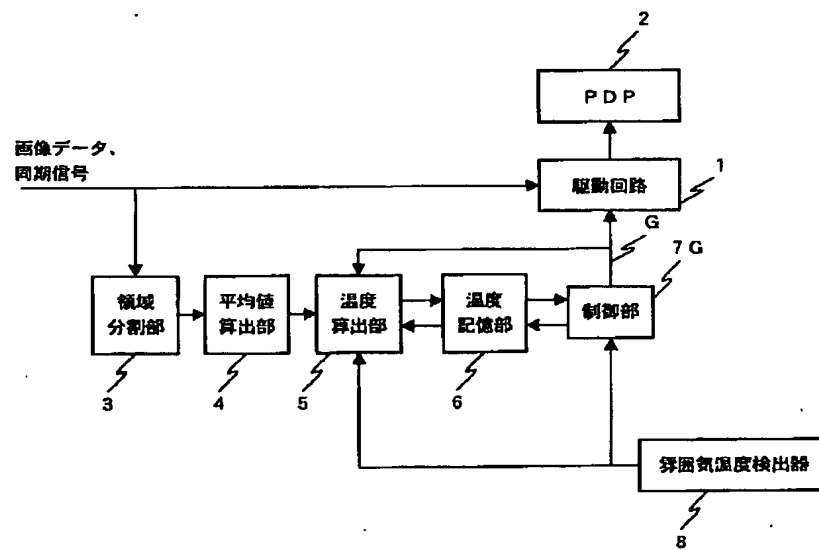 2
PDP
画像データ、
同期信号
駆動回路
1
G
7G
領域
分割部
平均値
算出部
温度
算出部
温度
記憶部
制御部
3
4
5
6
雰囲気温度検出器
8